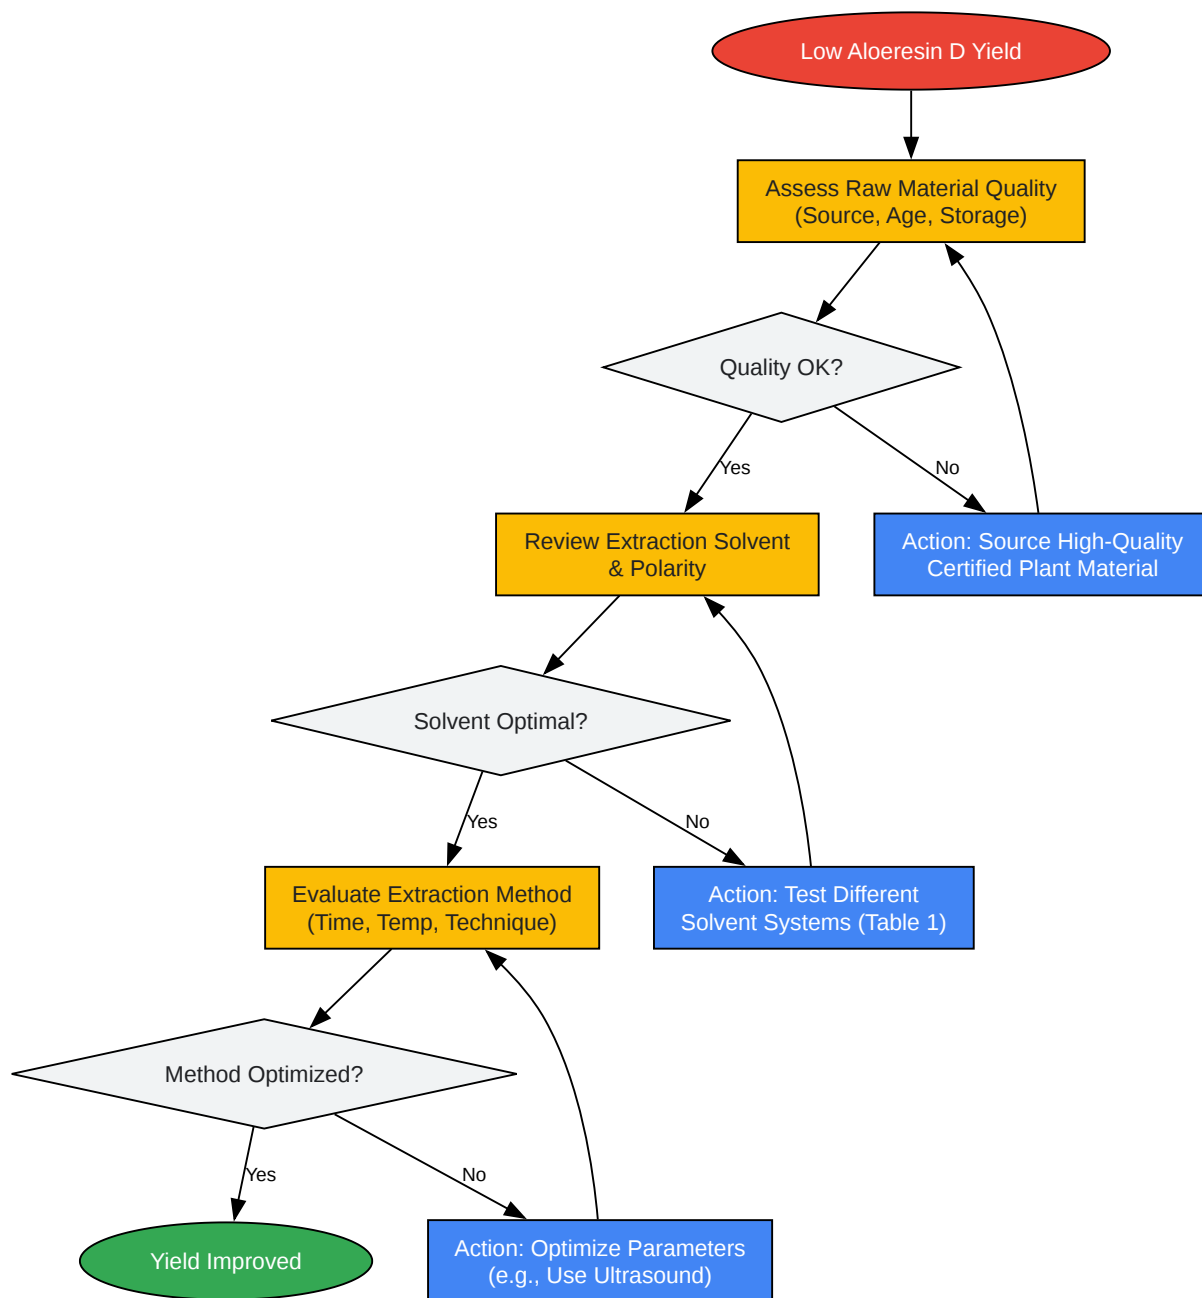 Low Aloeresin D Yield
Assess Raw Material Quality
(Source, Age, Storage)
Quality OK?
Yes
No
Review Extraction Solvent
& Polarity
Action: Source High-Quality
Certified Plant Material
Solvent Optimal?
Yes
No
Evaluate Extraction Method
(Time, Temp, Technique)
Action: Test Different
Solvent Systems (Table 1)
Method Optimized?
Yes
No
Yield Improved
Action: Optimize Parameters
(e.g., Use Ultrasound)